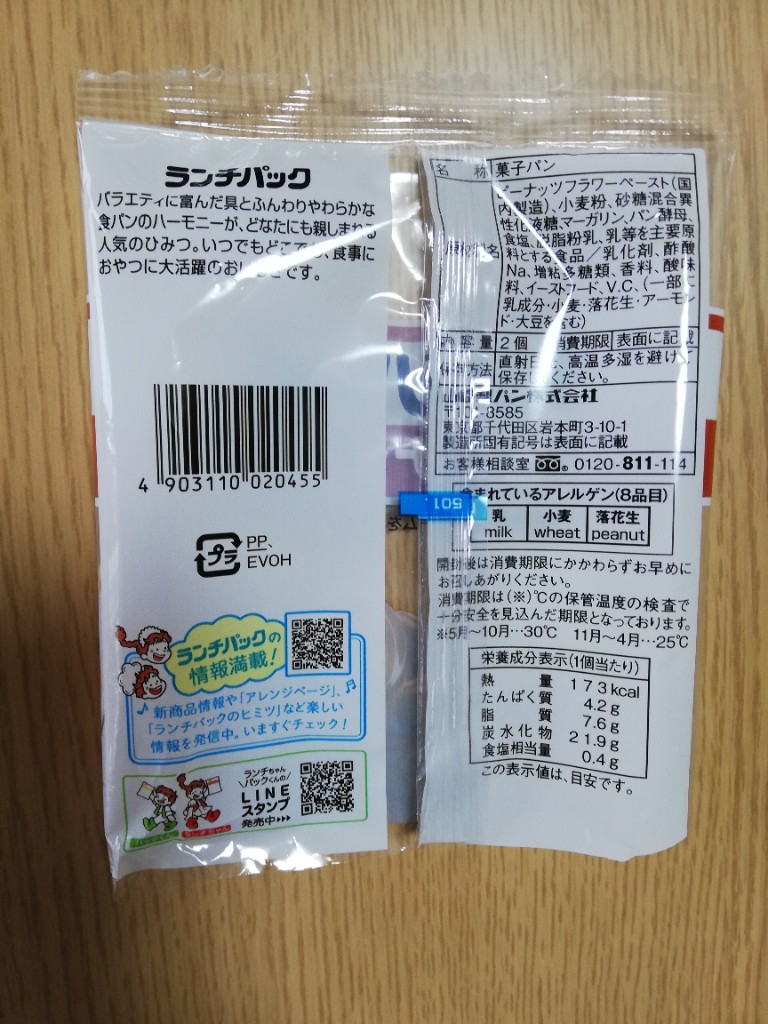 ランチパック
バラエティに富んだ具とふんわりやわらかな
食パンのハーモニーが、どなたにも親しまれる
人気のひみつ。いつでもどこでも、食事に
おやつに大活躍のおいしさです。
4 903110 020455
プラ
PP、
EVOH
ランチパックの
情報満載!
♪ 新商品情報や「アレンジページ」、♪
「ランチパックのヒミツ」など楽しい
情報を発信中。いますぐチェック!
ランチちゃん
パックくんの
LINE
スタンプ
発売中▸▸▸
パックくん ランチちゃん
名 称 菓子パン
ピーナッツフラワーペースト(国
内製造)、小麦粉、砂糖混合異
性化液糖、マーガリン、パン酵母、
食塩、脱脂粉乳、乳等を主要原
料とする食品/乳化剤、酢酸
Na、増粘多糖類、香料、酸味
料、イーストフード、V.C、(一部に
乳成分・小麦・落花生・アーモン
ド・大豆を含む)
内容量 2個 消費期限 表面に記載
保存方法 直射日光、高温多湿を避けて
保存してください。
山崎製パン株式会社
〒101-8585
東京都千代田区岩本町3-10-1
製造所固有記号は表面に記載
お客様相談室 0120-811-114
501
含まれているアレルゲン(8品目)
乳 小麦 落花生
milk wheat peanut
開封後は消費期限にかかわらずお早めに
お召しあがりください。
消費期限は(※)℃の保管温度の検査で
十分安全を見込んだ期限となっております。
※5月~10月…30℃ 11月~4月…25℃
栄養成分表示(1個当たり)
熱量 173kcal
たんぱく質 4.2g
脂質 7.6g
炭水化物 21.9g
食塩相当量 0.4g
この表示値は、目安です。